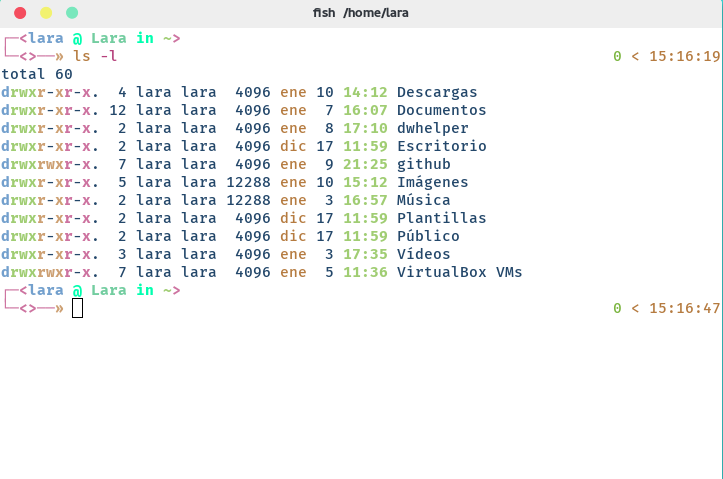 fish /home/lara
┌─<lara @ Lara in ~>
└─<>──» ls -l 0 < 15:16:19
total 60
drwxr-xr-x.  4 lara lara  4096 ene 10 14:12 Descargas
drwxr-xr-x. 12 lara lara  4096 ene  7 16:07 Documentos
drwxr-xr-x.  2 lara lara  4096 ene  8 17:10 dwhelper
drwxr-xr-x.  2 lara lara  4096 dic 17 11:59 Escritorio
drwxrwxr-x.  7 lara lara  4096 ene  9 21:25 github
drwxr-xr-x.  5 lara lara 12288 ene 10 15:12 Imágenes
drwxr-xr-x.  2 lara lara 12288 ene  3 16:57 Música
drwxr-xr-x.  2 lara lara  4096 dic 17 11:59 Plantillas
drwxr-xr-x.  2 lara lara  4096 dic 17 11:59 Público
drwxr-xr-x.  3 lara lara  4096 ene  3 17:35 Vídeos
drwxrwxr-x.  7 lara lara  4096 ene  5 11:36 VirtualBox VMs
┌─<lara @ Lara in ~>
└─<>──» 0 < 15:16:47